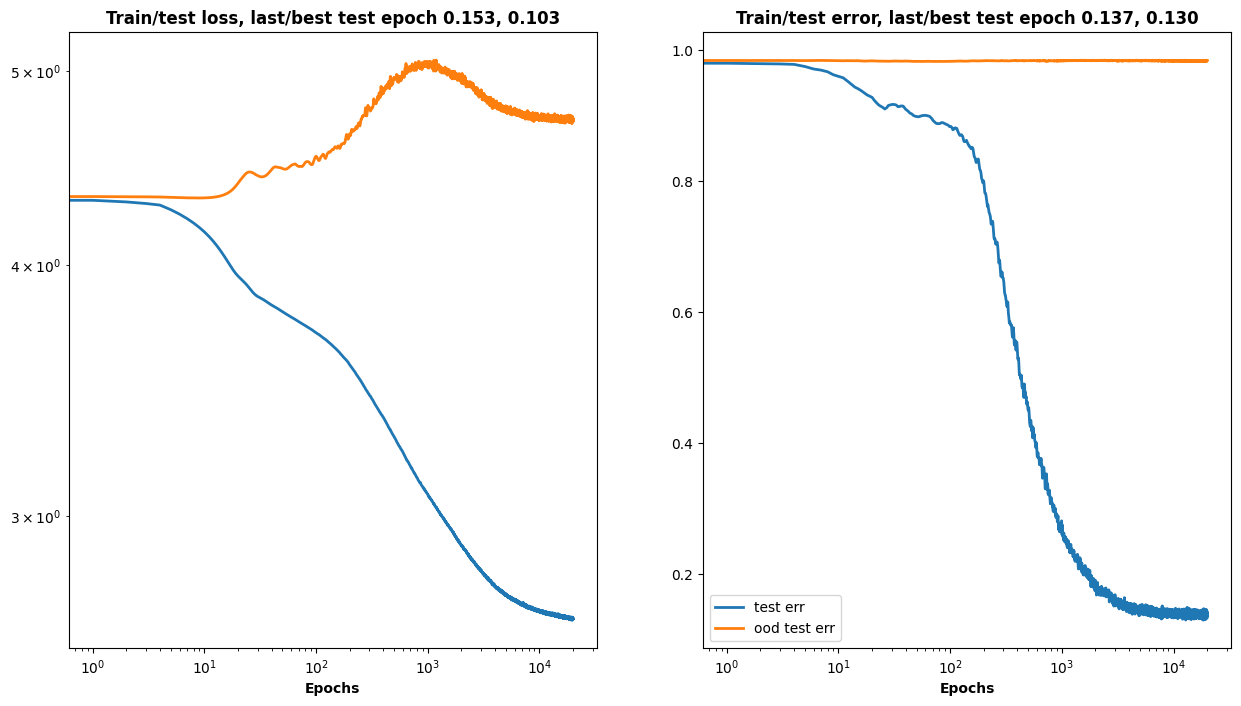 Train/test loss, last/best test epoch 0.153, 0.103
5 × 10⁰
4 × 10⁰
3 × 10⁰
10⁰ 10¹ 10² 10³ 10⁴
Epochs
Train/test error, last/best test epoch 0.137, 0.130
1.0
0.8
0.6
0.4
0.2
test err
ood test err
10⁰ 10¹ 10² 10³ 10⁴
Epochs